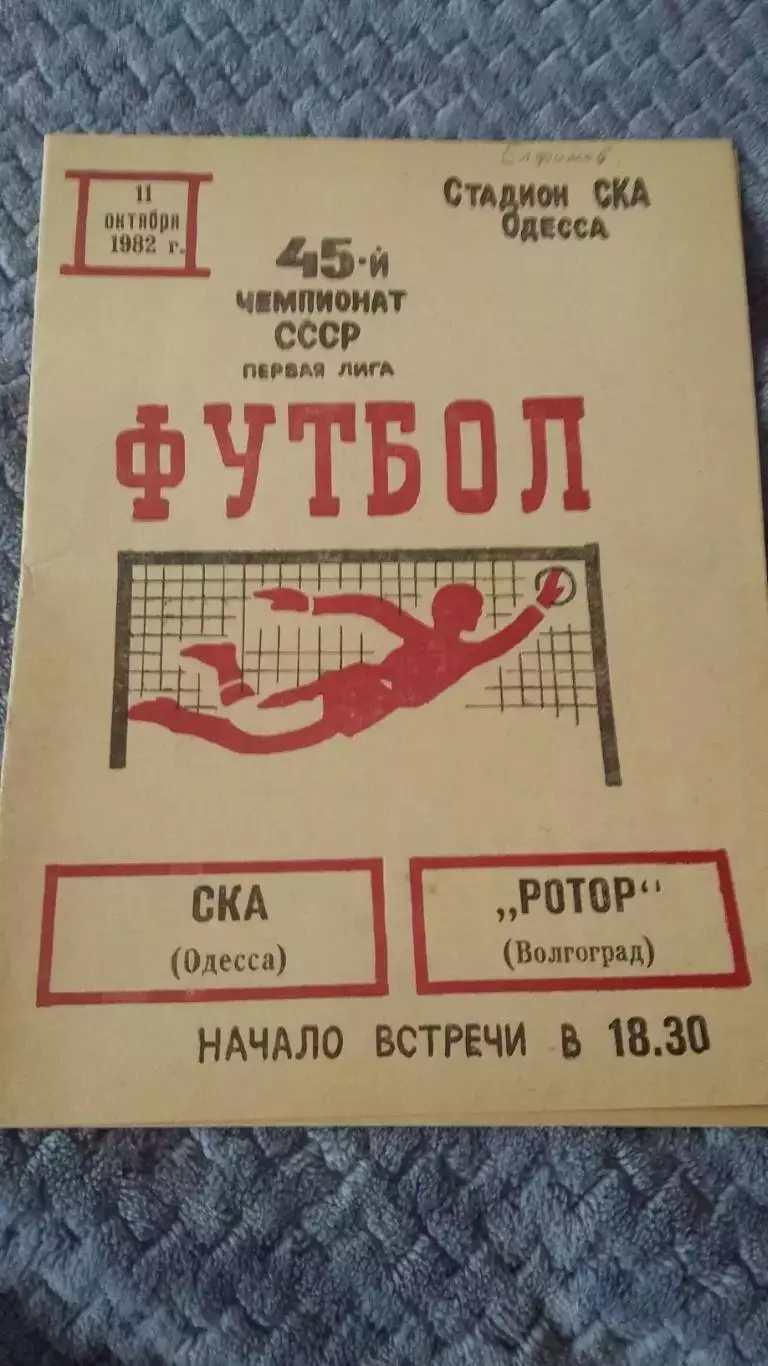 11
октября
1982 г.
Стадион СКА
Одесса
45-й
чемпионат
СССР
первая лига
ФУТБОЛ
СКА
(Одесса)
„РОТОР“
(Волгоград)
НАЧАЛО ВСТРЕЧИ В 18.30